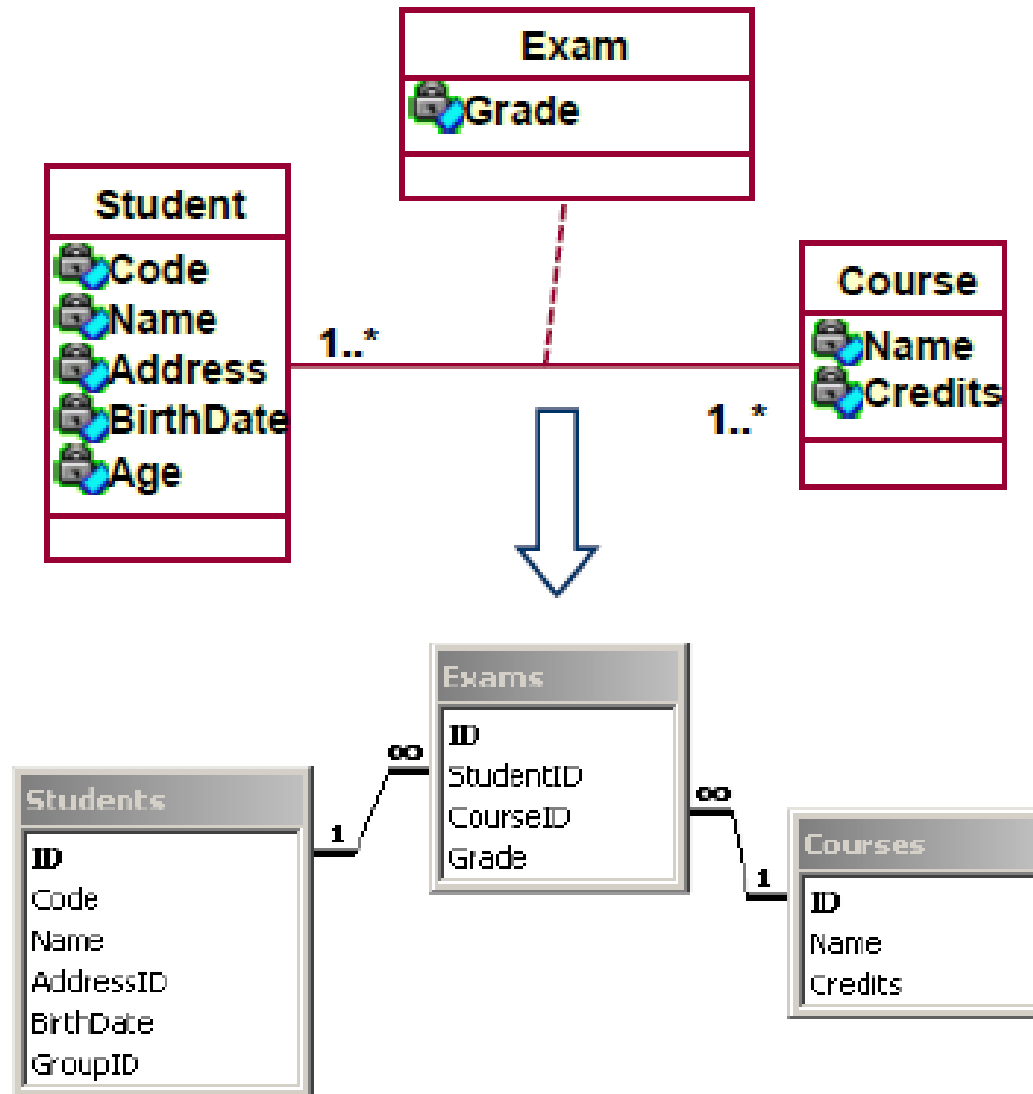 Exam
Grade
Student
Code
Name
Address
BirthDate
Age
1..*
1..*
Course
Name
Credits
Exams
ID
StudentID
CourseID
Grade
Students
ID
Code
Name
AddressID
BirthDate
GroupID
1
∞
∞
1
Courses
ID
Name
Credits